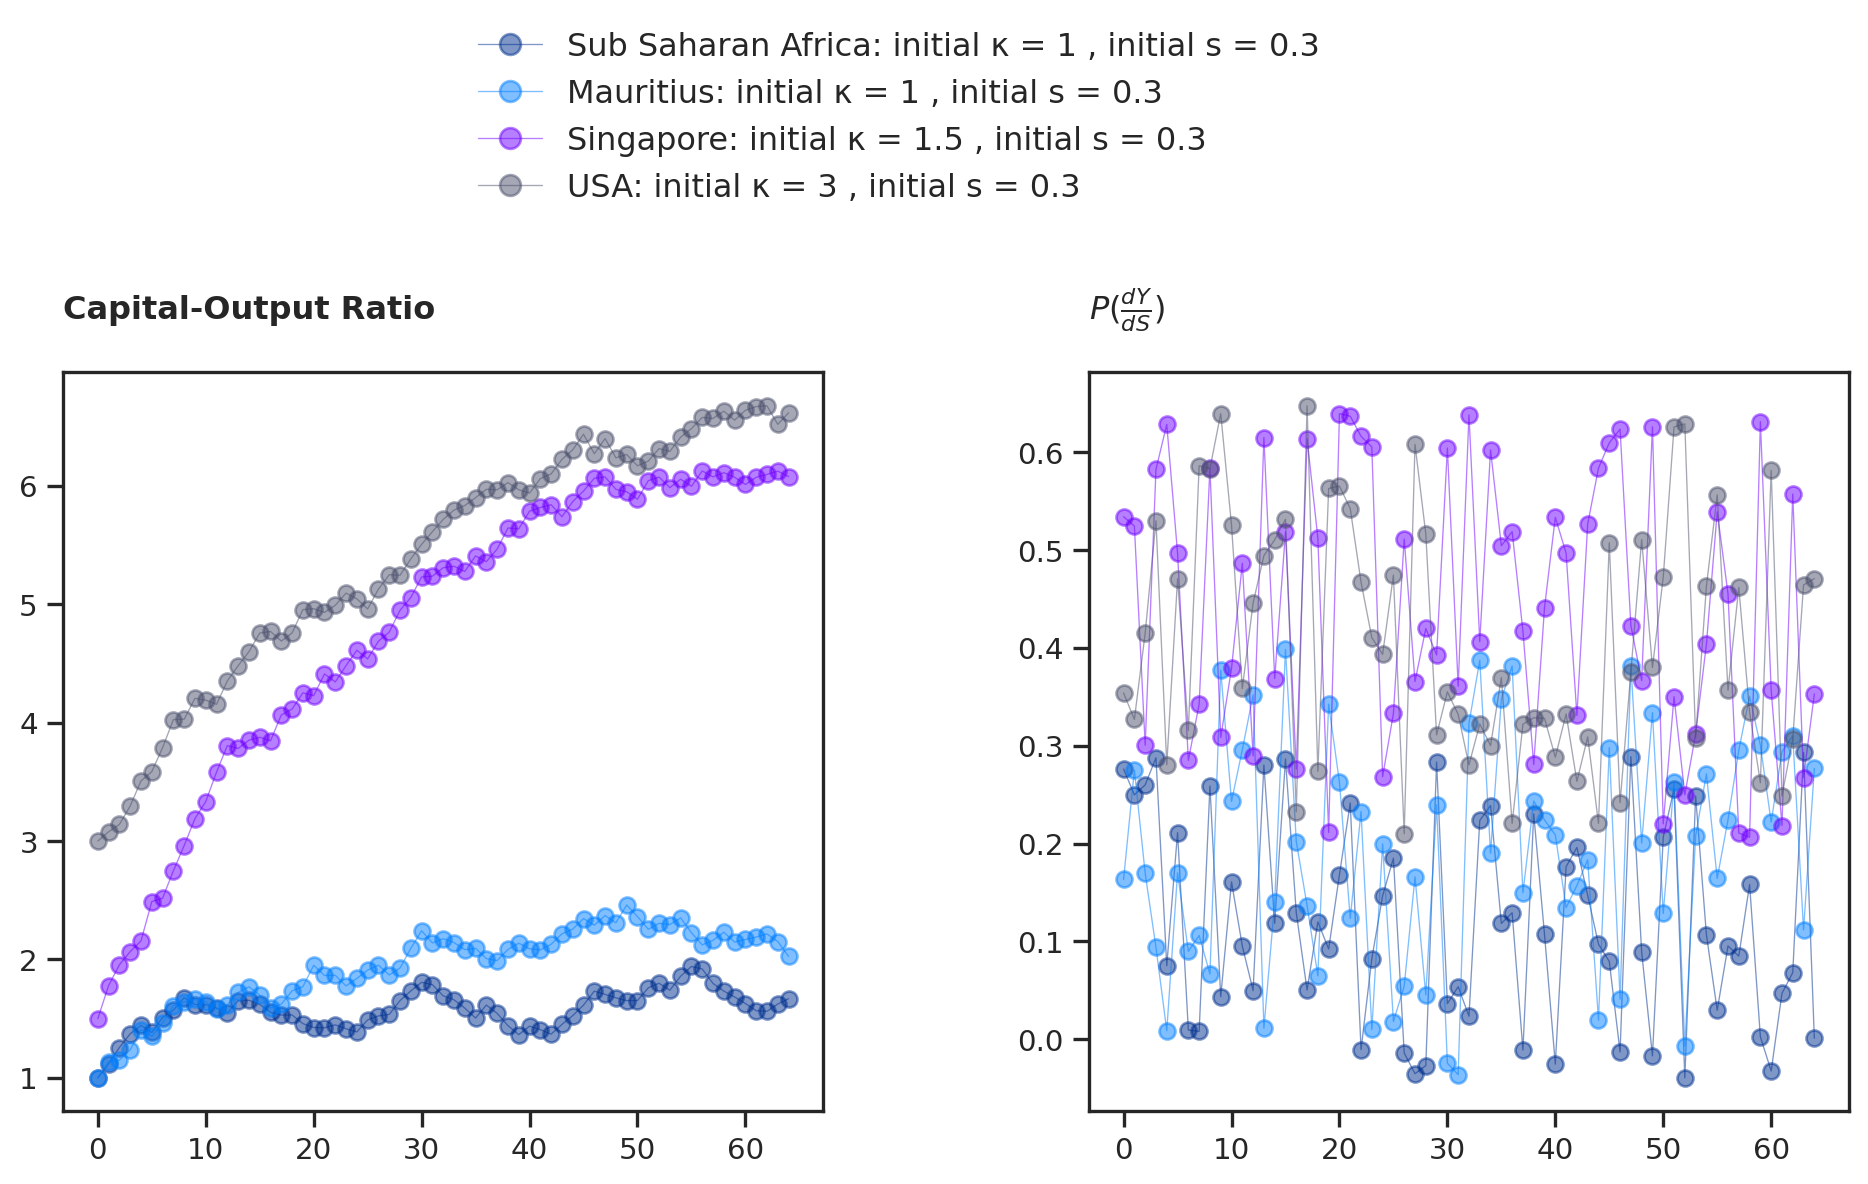 Sub Saharan Africa: initial κ = 1 , initial s = 0.3
Mauritius: initial κ = 1 , initial s = 0.3
Singapore: initial κ = 1.5 , initial s = 0.3
USA: initial κ = 3 , initial s = 0.3
Capital-Output Ratio
6
5
4
3
2
1
0 10 20 30 40 50 60
P(dY/dS)
0.6
0.5
0.4
0.3
0.2
0.1
0.0
0 10 20 30 40 50 60